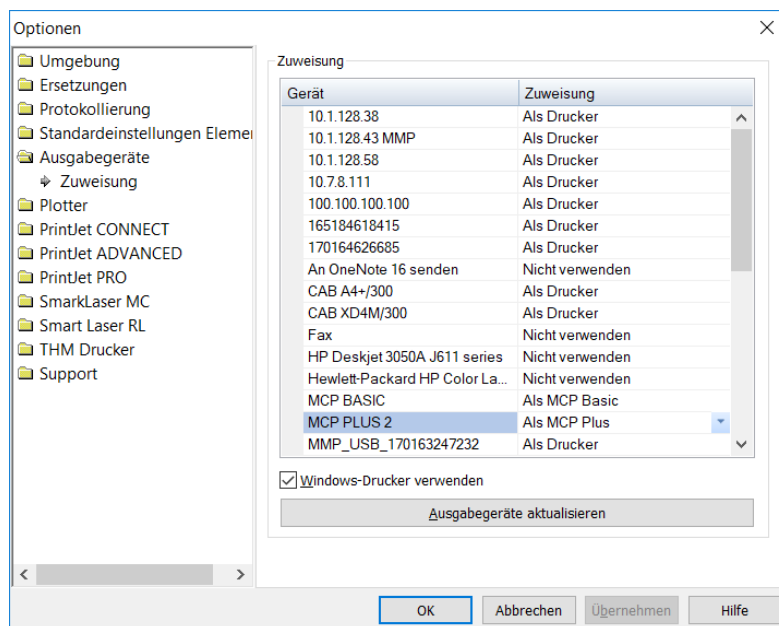 Optionen
Umgebung
Ersetzungen
Protokollierung
Standardeinstellungen Elemen
Ausgabegeräte
Zuweisung
Plotter
PrintJet CONNECT
PrintJet ADVANCED
PrintJet PRO
SmarkLaser MC
Smart Laser RL
THM Drucker
Support
Zuweisung
Gerät Zuweisung
10.1.128.38 Als Drucker
10.1.128.43 MMP Als Drucker
10.1.128.58 Als Drucker
10.7.8.111 Als Drucker
100.100.100.100 Als Drucker
165184618415 Als Drucker
170164626685 Als Drucker
An OneNote 16 senden Nicht verwenden
CAB A4+/300 Als Drucker
CAB XD4M/300 Als Drucker
Fax Nicht verwenden
HP Deskjet 3050A J611 series Nicht verwenden
Hewlett-Packard HP Color La... Nicht verwenden
MCP BASIC Als MCP Basic
MCP PLUS 2 Als MCP Plus
MMP_USB_170163247232 Als Drucker
Windows-Drucker verwenden
Ausgabegeräte aktualisieren
OK Abbrechen Übernehmen Hilfe